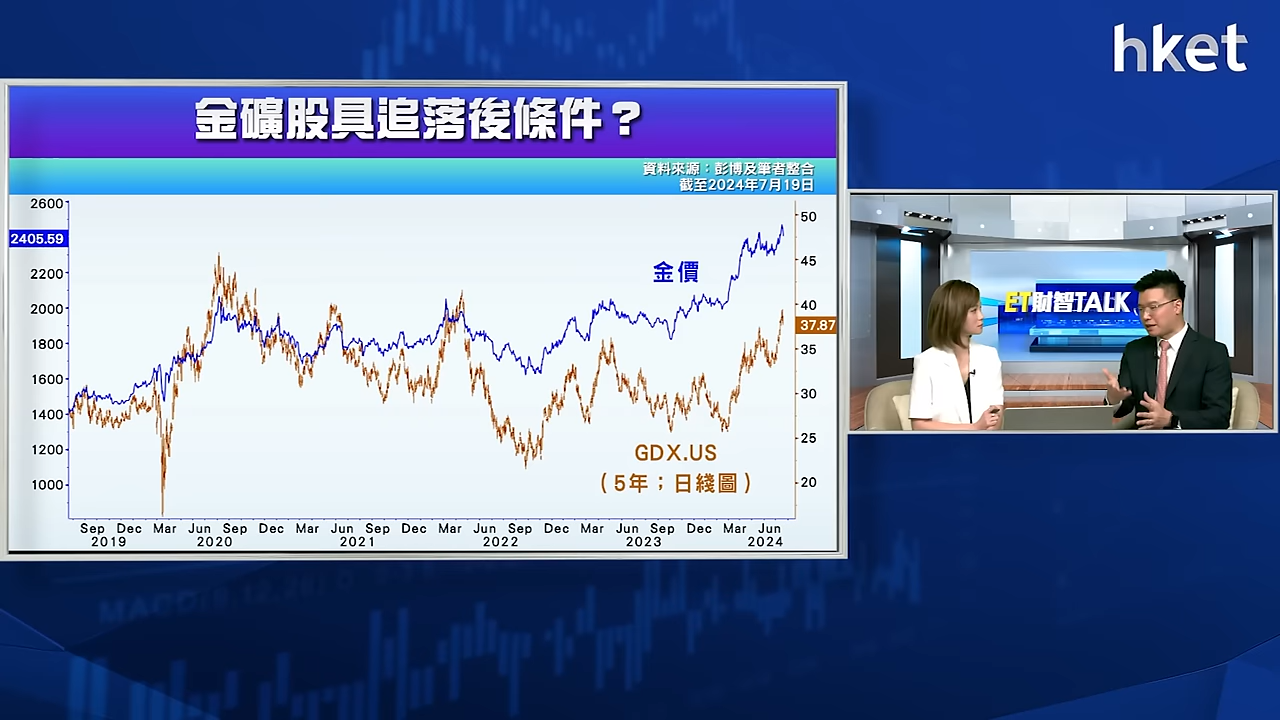 hket
金礦股具追落後條件？
資料來源：彭博及筆者整合
截至2024年7月19日
2600
2405.59
2200
2000
1800
1600
1400
1200
1000
50
45
40
37.87
35
30
25
20
金價
GDX.US
（5年；日綫圖）
Sep Dec Mar Jun Sep Dec Mar Jun Sep Dec Mar Jun Sep Dec Mar Jun Sep Dec Mar Jun
2019 2020 2021 2022 2023 2024
ET財智TALK